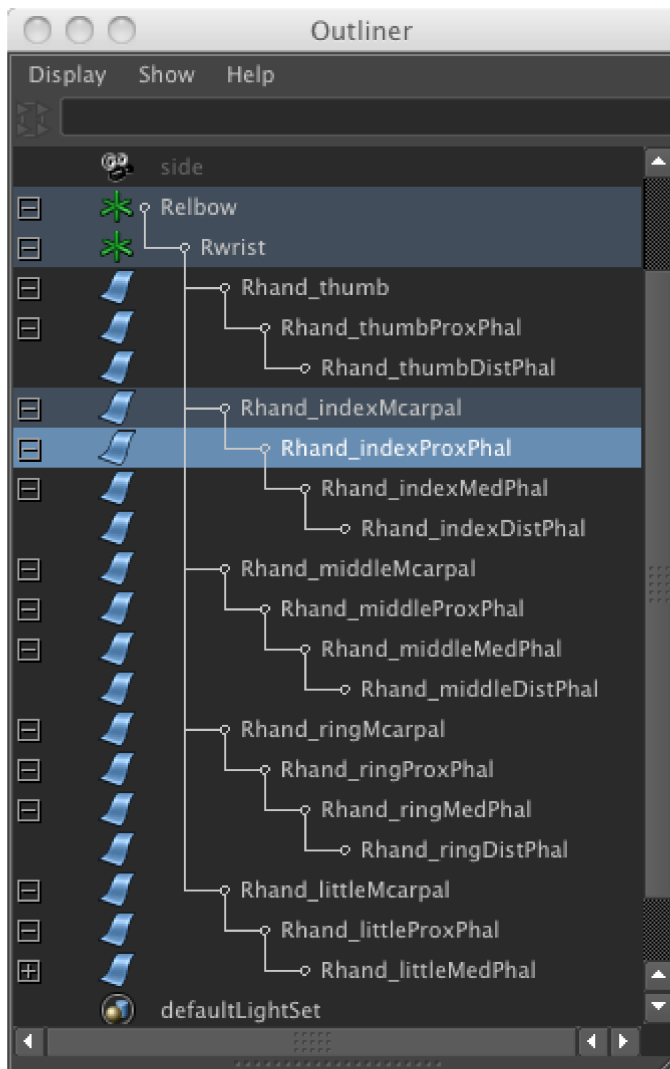 Outliner
Display Show Help
side
Relbow
Rwrist
Rhand_thumb
Rhand_thumbProxPhal
Rhand_thumbDistPhal
Rhand_indexMcarpal
Rhand_indexProxPhal
Rhand_indexMedPhal
Rhand_indexDistPhal
Rhand_middleMcarpal
Rhand_middleProxPhal
Rhand_middleMedPhal
Rhand_middleDistPhal
Rhand_ringMcarpal
Rhand_ringProxPhal
Rhand_ringMedPhal
Rhand_ringDistPhal
Rhand_littleMcarpal
Rhand_littleProxPhal
Rhand_littleMedPhal
defaultLightSet